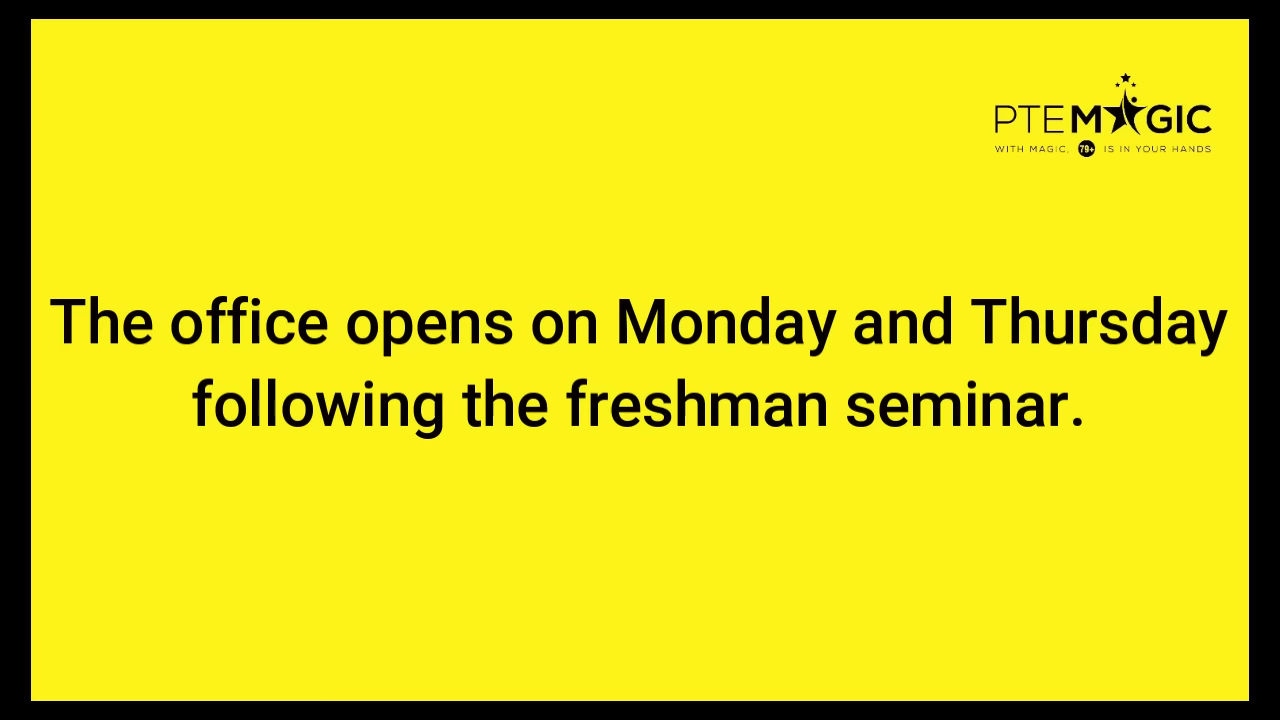 PTEMAGIC
WITH MAGIC, 79+ IS IN YOUR HANDS
The office opens on Monday and Thursday
following the freshman seminar.